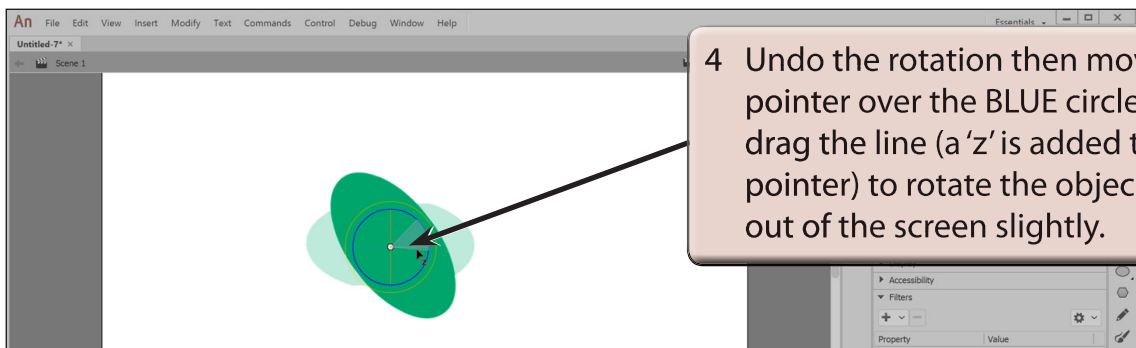 An File Edit View Insert Modify Text Commands Control Debug Window Help
Essentials
Untitled-7* ×
Scene 1
4 Undo the rotation then mov
pointer over the BLUE circle
drag the line (a ‘z’ is added t
pointer) to rotate the objec
out of the screen slightly.
z
Accessibility
Filters
Property Value